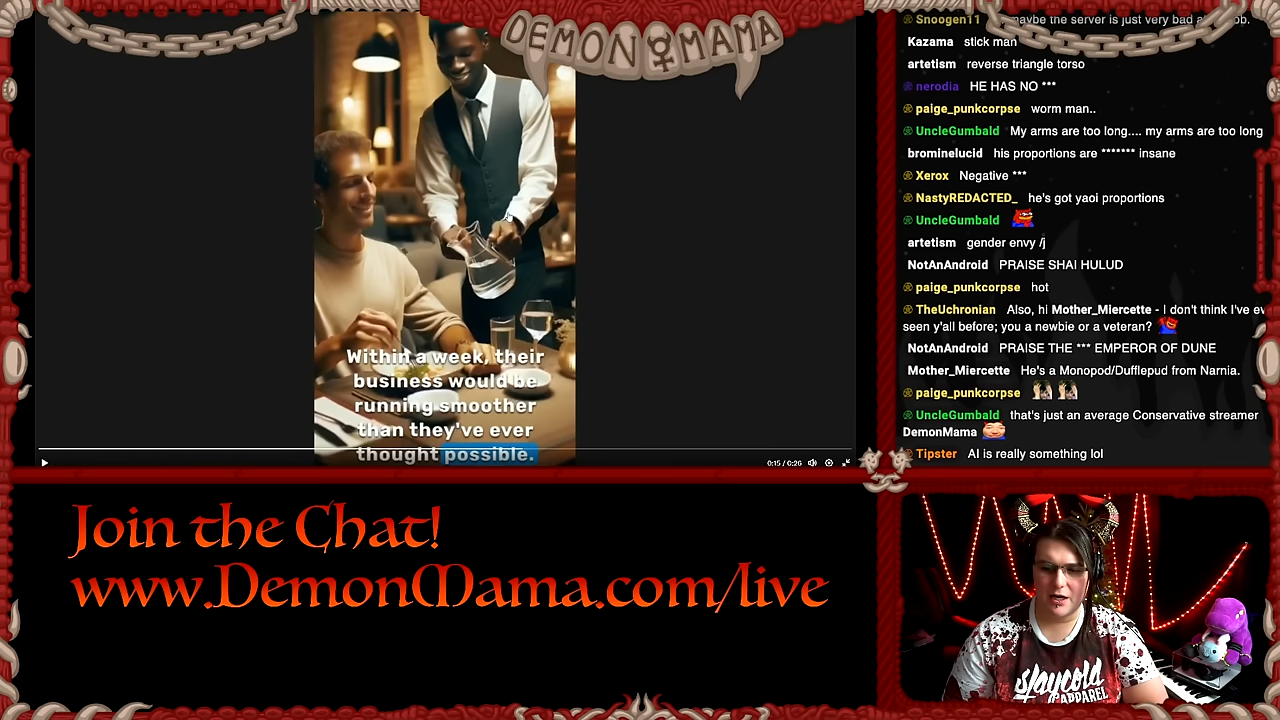 DEMON MAMA
Within a week, their
business would be
running smoother
than they've ever
thought possible.
0:15 / 0:26
Snoogen11 maybe the server is just very bad
Kazama stick man
artetism reverse triangle torso
nerodia HE HAS NO ***
paige_punkcorpse worm man..
UncleGumbald My arms are too long.... my arms are too long
brominelucid his proportions are ******* insane
Xerox Negative ***
NastyREDACTED_ he's got yaoi proportions
UncleGumbald
artetism gender envy /j
NotAnAndroid PRAISE SHAI HULUD
paige_punkcorpse hot
TheUchronian Also, hi Mother_Miercette - I don't think I've
seen y'all before; you a newbie or a veteran?
NotAnAndroid PRAISE THE *** EMPEROR OF DUNE
Mother_Miercette He's a Monopod/Dufflepud from Narnia.
paige_punkcorpse
UncleGumbald that's just an average Conservative streamer
DemonMama
Tipster AI is really something lol
Join the Chat!
www.DemonMama.com/live
slaycold
APPAREL